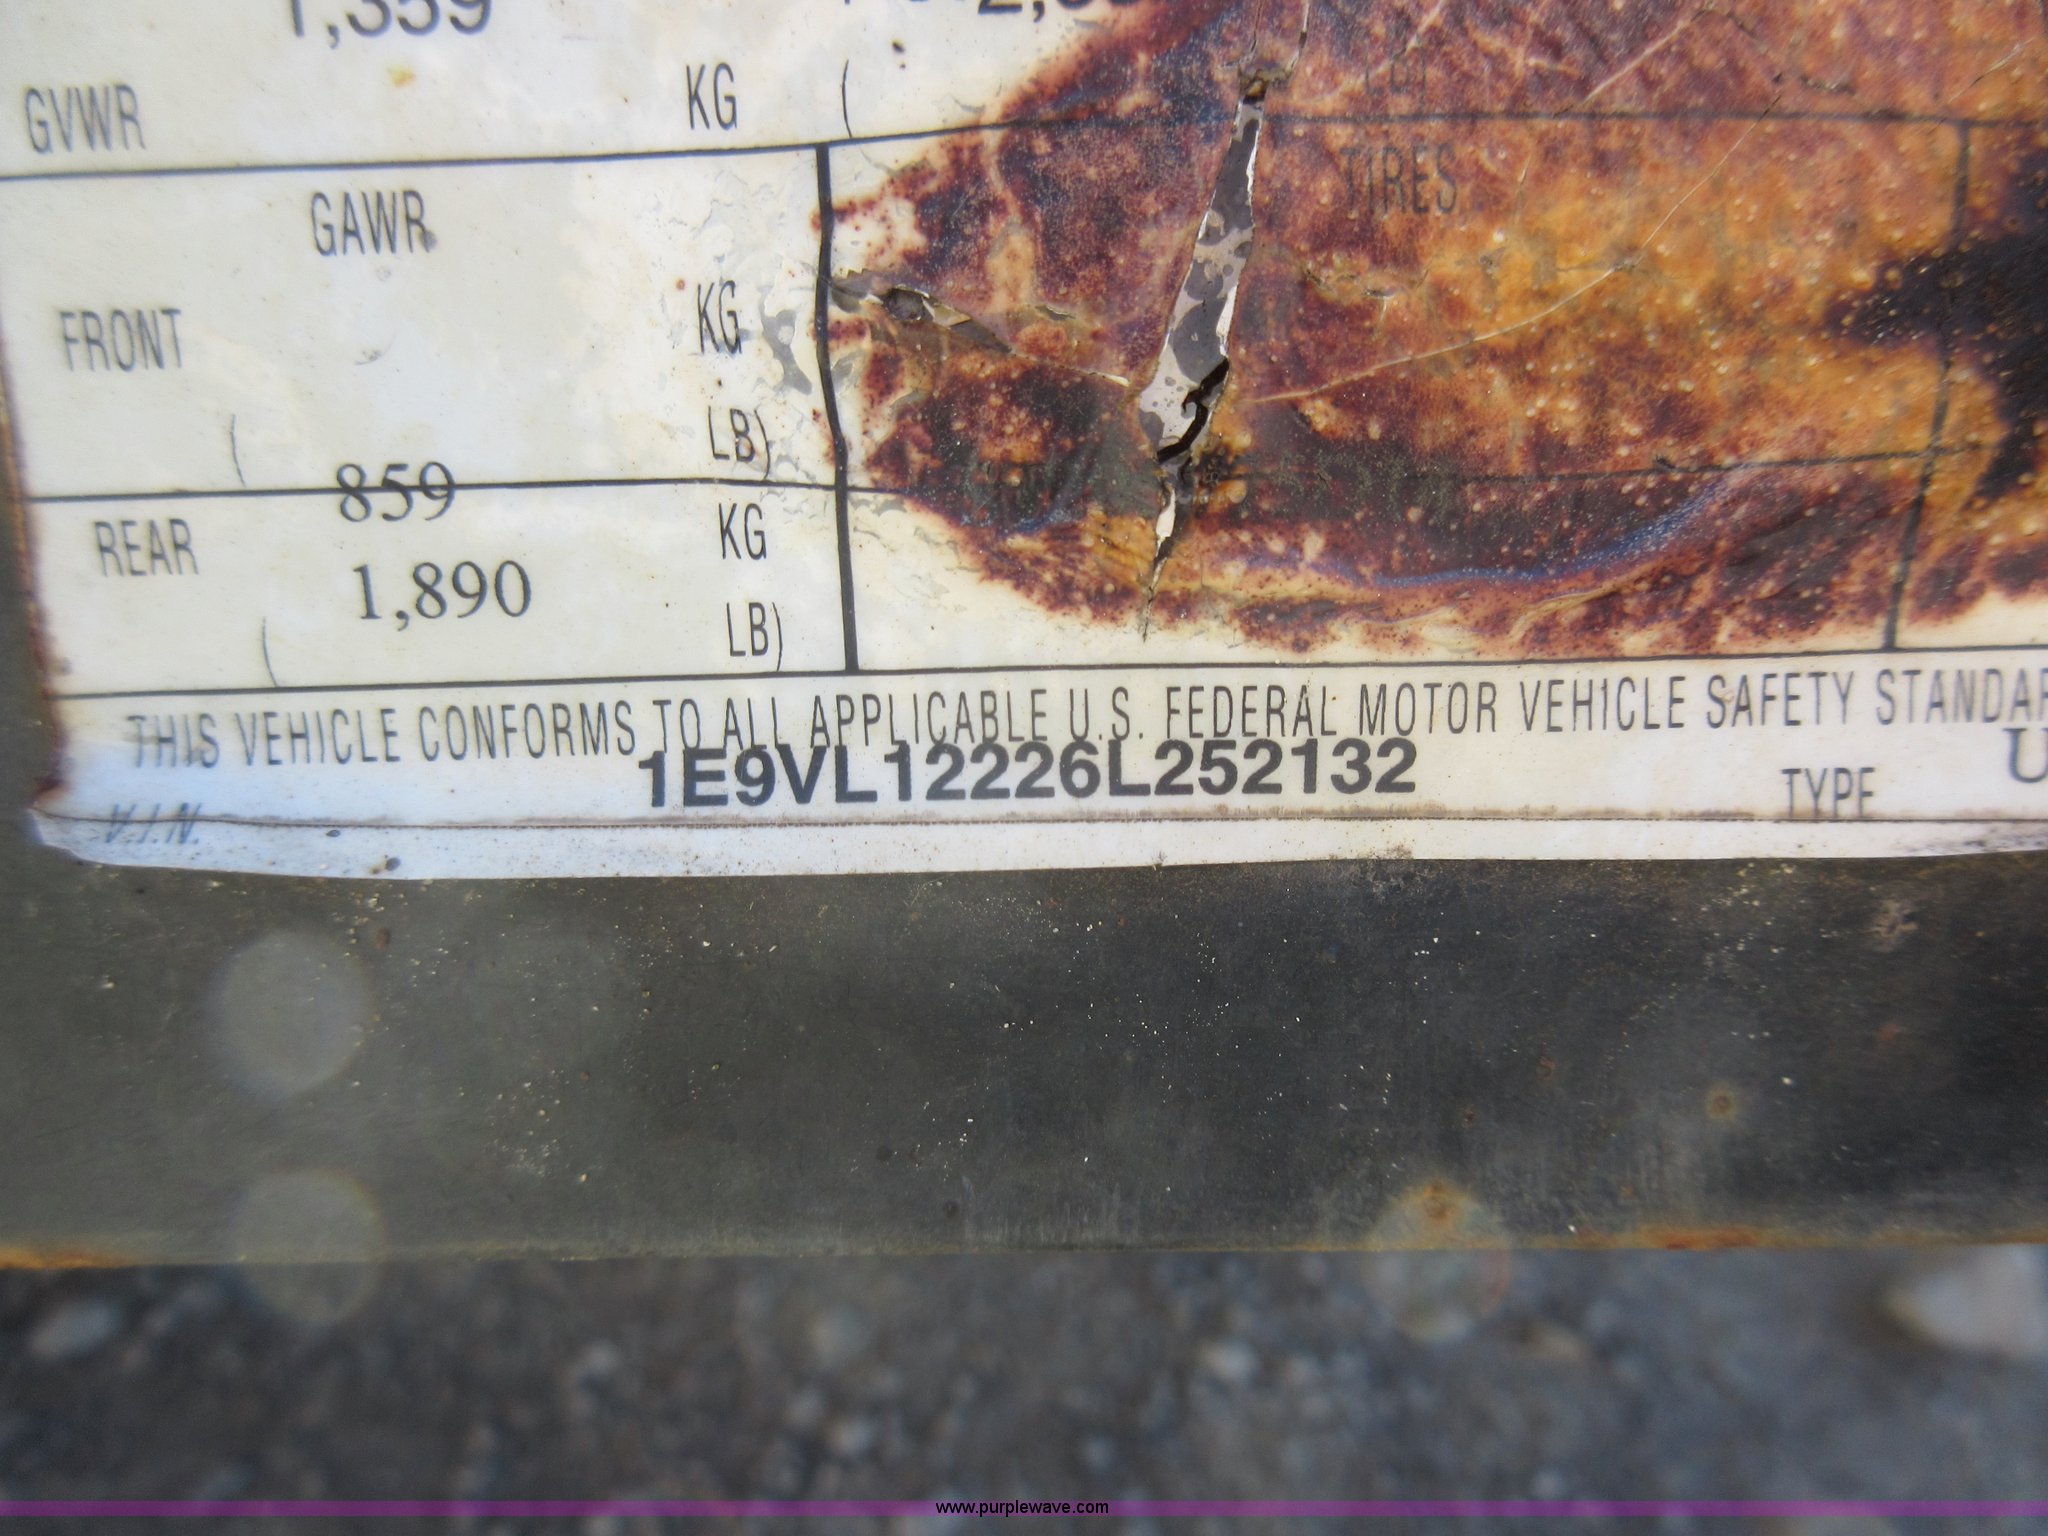 1,359
GVWR KG (
TIRES
GAWR
FRONT KG
( LB)
859
REAR KG
1,890
( LB)
THIS VEHICLE CONFORMS TO ALL APPLICABLE U.S. FEDERAL MOTOR VEHICLE SAFETY STANDAR
1E9VL12226L252132
V.I.N. TYPE U
www.purplewave.com